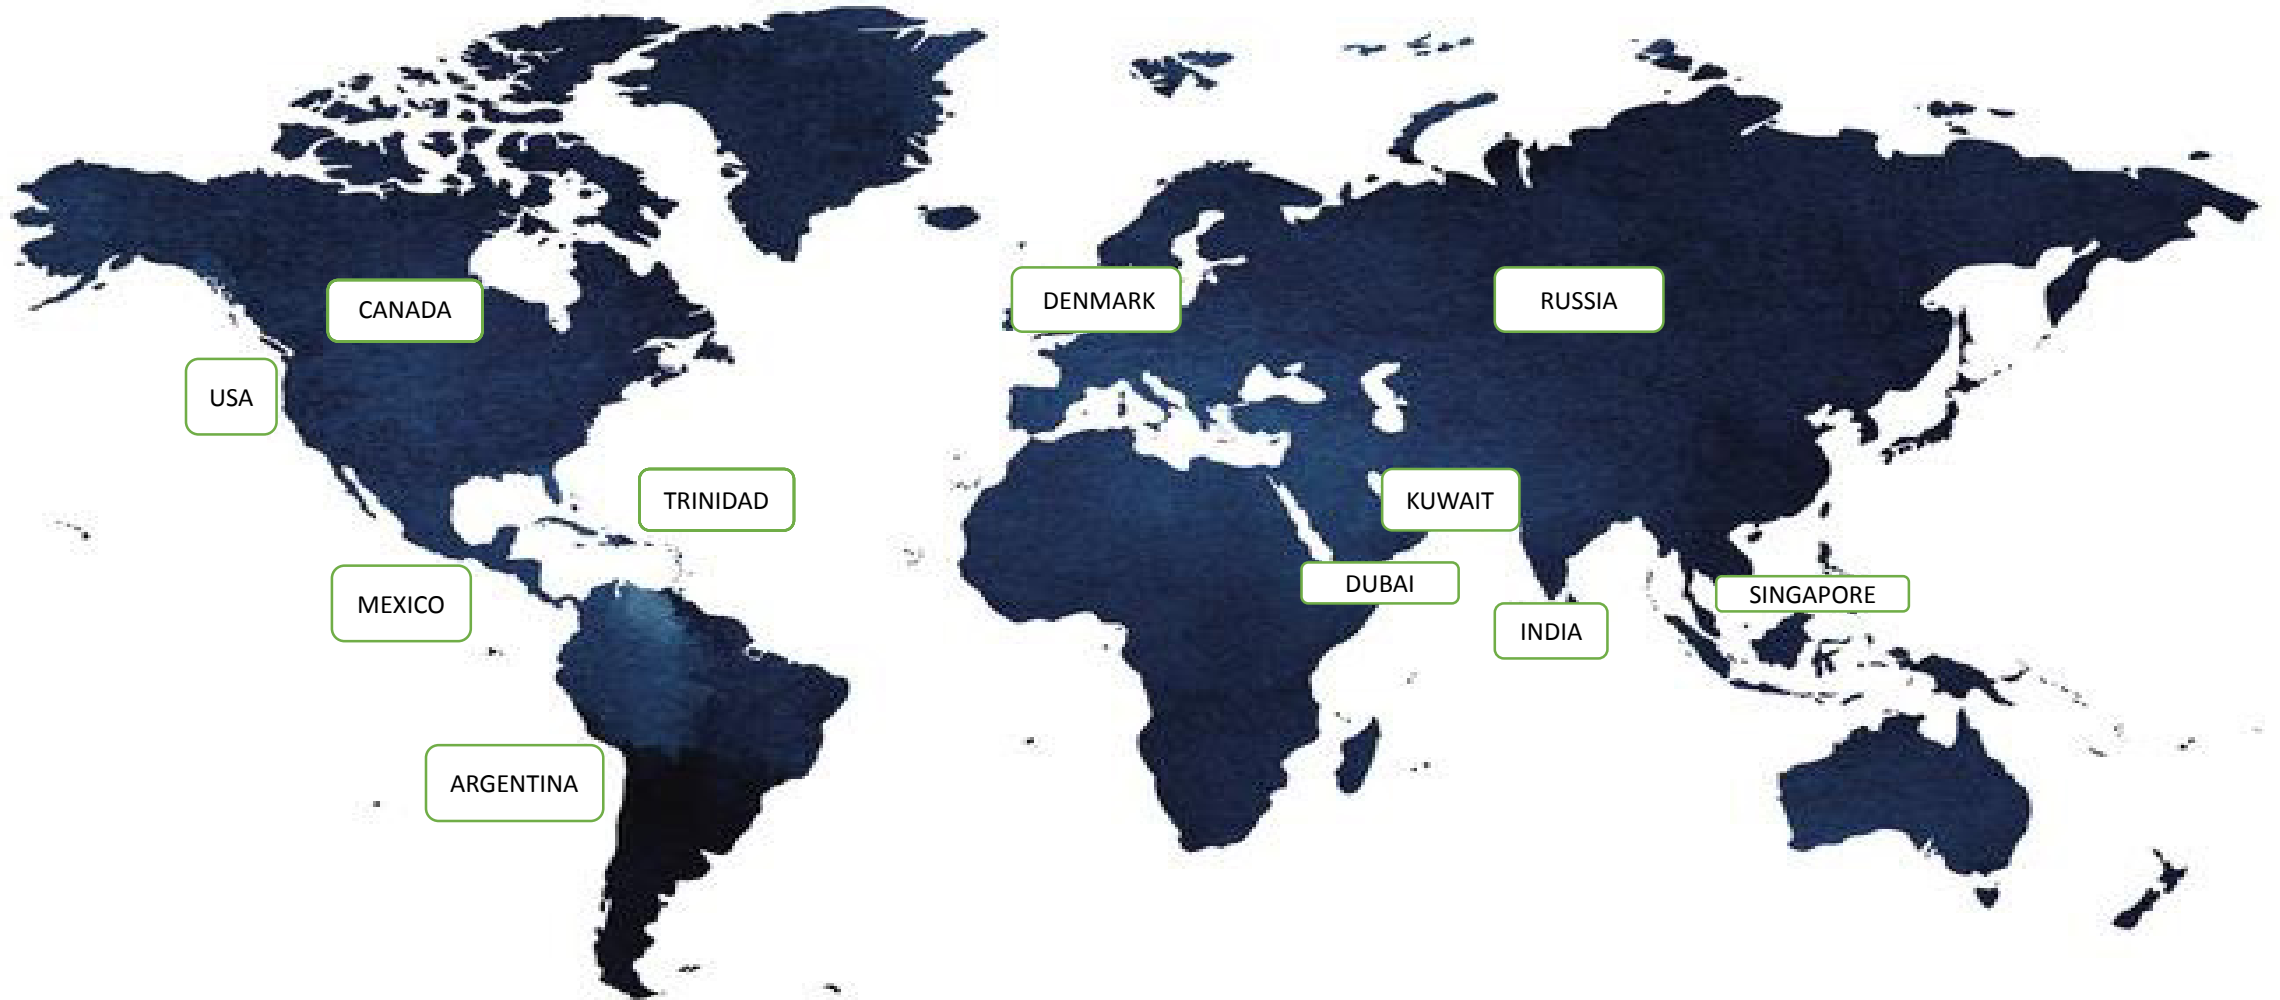 CANADA
DENMARK
RUSSIA
USA
TRINIDAD
KUWAIT
DUBAI
SINGAPORE
MEXICO
INDIA
ARGENTINA